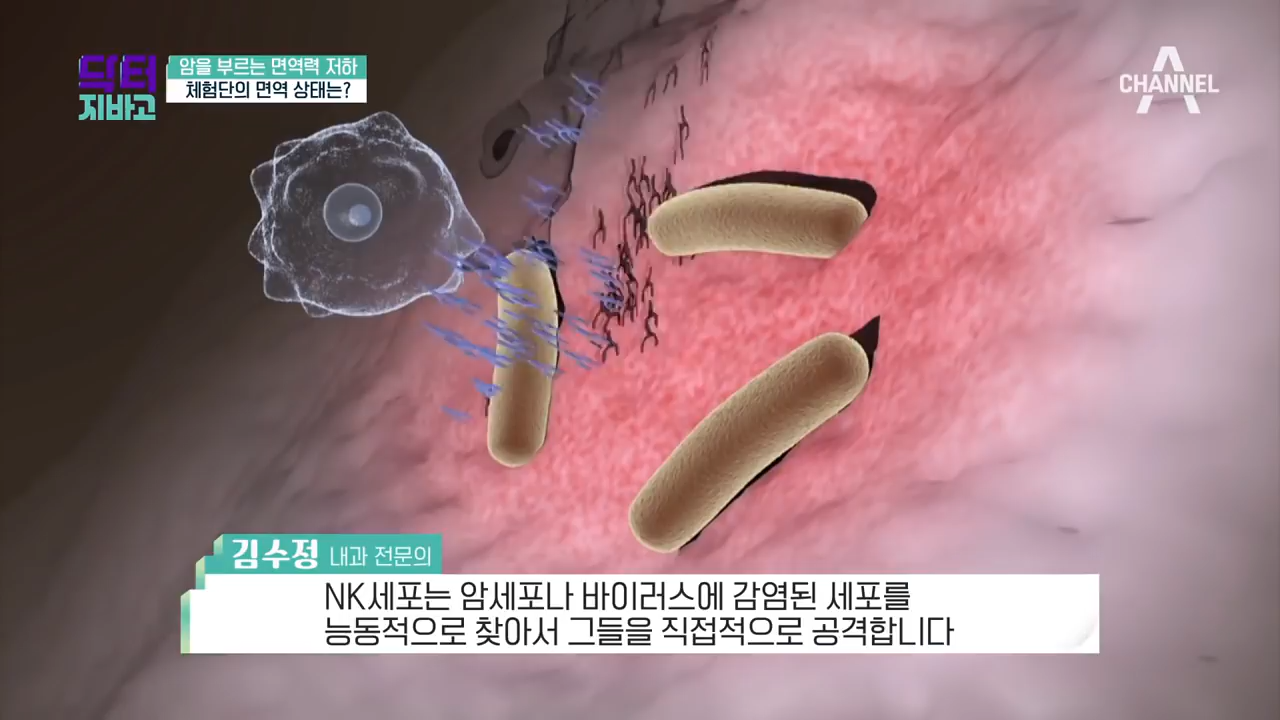 닥터
지바고
암을 부르는 면역력 저하
체험단의 면역 상태는?
CHANNEL A
김수정 내과 전문의
NK세포는 암세포나 바이러스에 감염된 세포를
능동적으로 찾아서 그들을 직접적으로 공격합니다